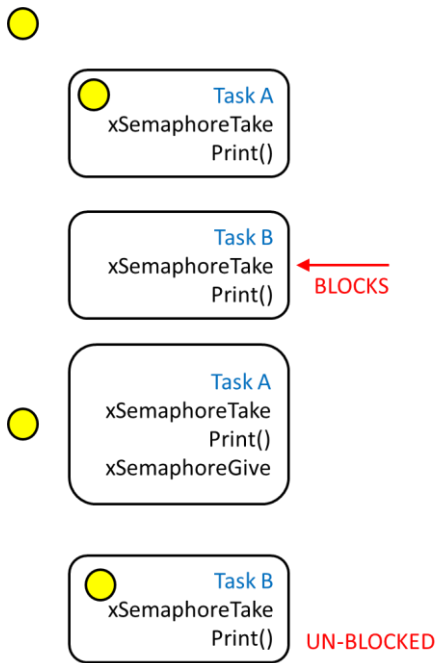 Task A
xSemaphoreTake
Print()
Task B
xSemaphoreTake
Print()
BLOCKS
Task A
xSemaphoreTake
Print()
xSemaphoreGive
Task B
xSemaphoreTake
Print()
UN-BLOCKED